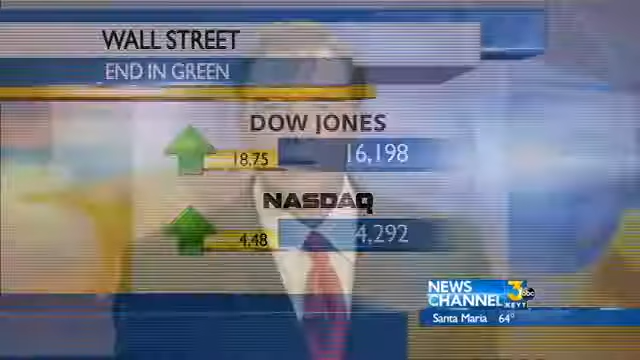 WALL STREET
END IN GREEN
DOW JONES
18.75 16,198
NASDAQ
4.48 4,292
NEWS
CHANNEL 3 abc
KEYT
Santa Maria 64°